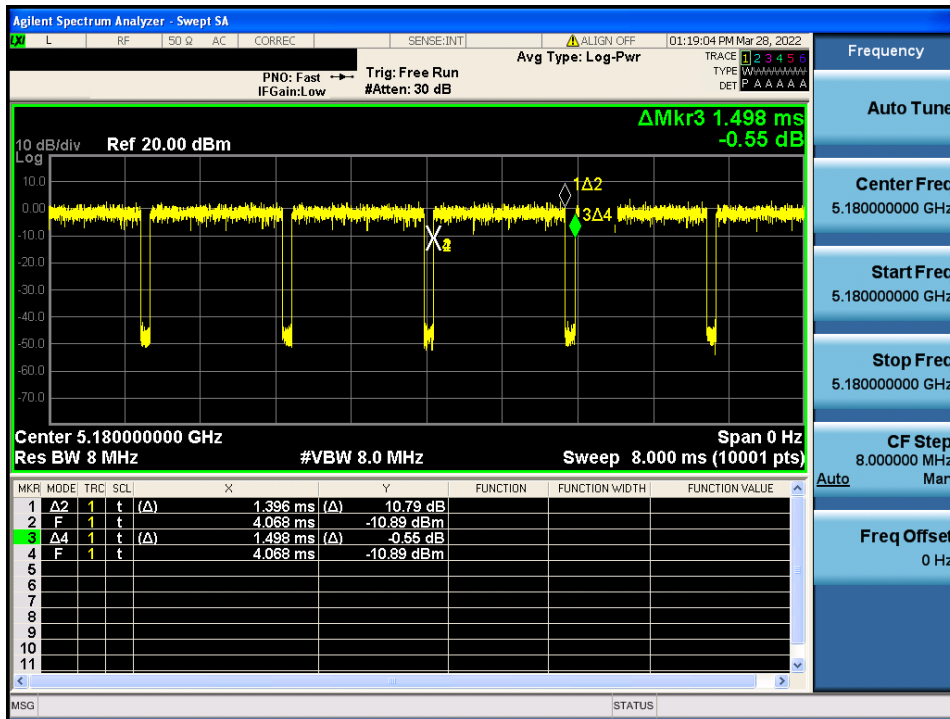 Agilent Spectrum Analyzer - Swept SA
LXI L RF 50 Ω AC CORREC SENSE:INT ALIGN OFF 01:19:04 PM Mar 28, 2022
Frequency
Avg Type: Log-Pwr
TRACE 1 2 3 4 5 6
PNO: Fast Trig: Free Run
TYPE WWWWWW
IFGain:Low #Atten: 30 dB
DET P A A A A A
Auto Tune
ΔMkr3 1.498 ms
-0.55 dB
10 dB/div Ref 20.00 dBm
Log
10.0
0.00
-10.0
-20.0
-30.0
-40.0
-50.0
-60.0
-70.0
1Δ2
3Δ4
Center Freq
5.180000000 GHz
Start Freq
5.180000000 GHz
Stop Freq
5.180000000 GHz
Center 5.180000000 GHz Span 0 Hz
Res BW 8 MHz #VBW 8.0 MHz Sweep 8.000 ms (10001 pts)
CF Step
8.000000 MHz
Auto Man
MKR MODE TRC SCL X Y FUNCTION FUNCTION WIDTH FUNCTION VALUE
1 Δ2 1 t (Δ) 1.396 ms (Δ) 10.79 dB
2 F 1 t 4.068 ms -10.89 dBm
3 Δ4 1 t (Δ) 1.498 ms (Δ) -0.55 dB
4 F 1 t 4.068 ms -10.89 dBm
5
6
7
8
9
10
11
Freq Offset
0 Hz
MSG STATUS